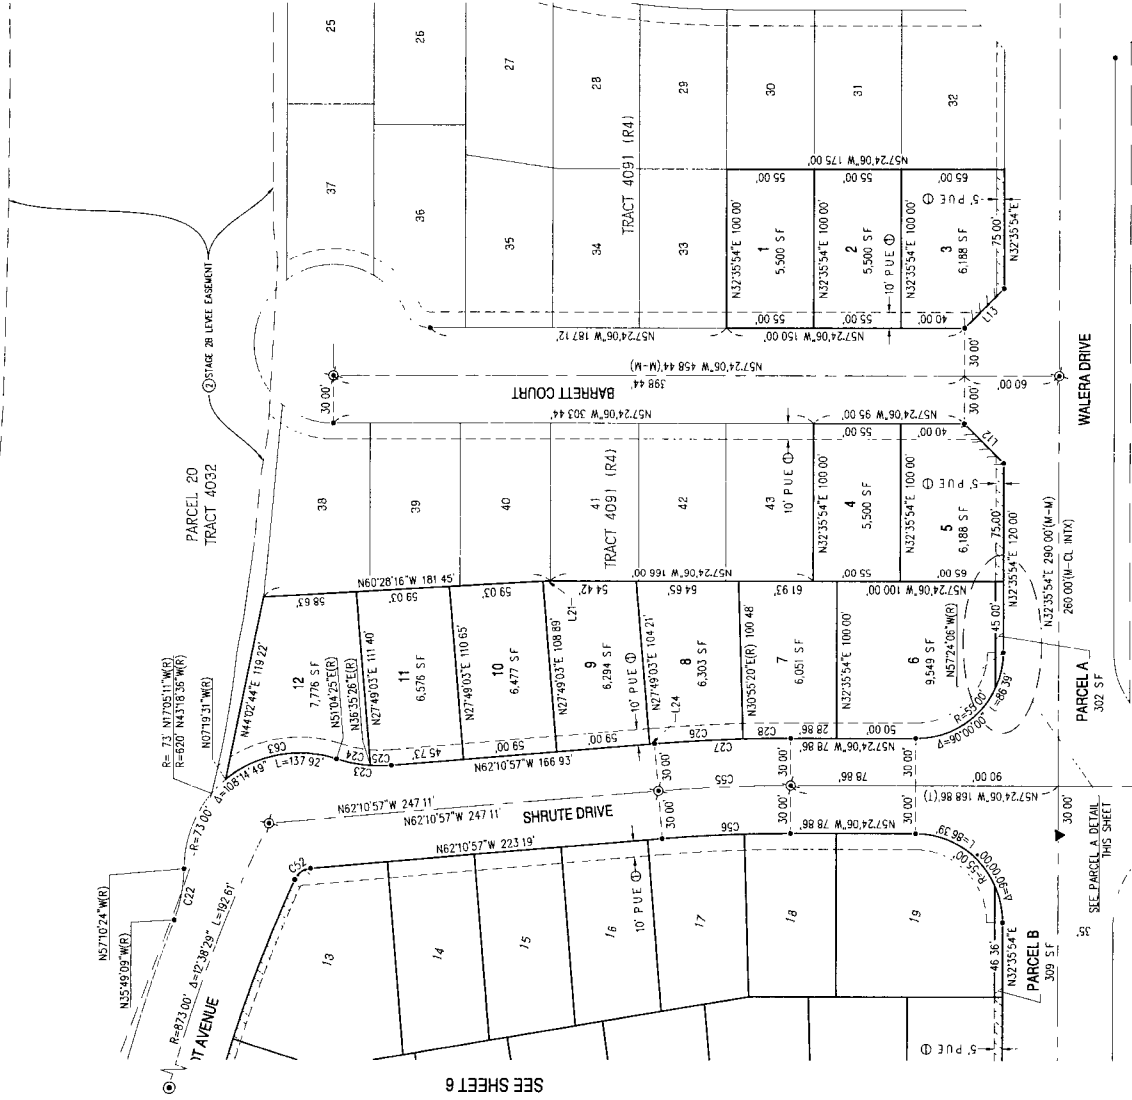 25
26
27
28
29
30
31
32
37
36
35
34
33
TRACT 4091 (R4)
② STAGE 2B LEVEE EASEMENT
PARCEL 20
TRACT 4032
N57°24'06"W 175.00'
55.00'
55.00'
65.00'
N32°35'54"E 100.00'
1
5,500 SF
N32°35'54"E 100.00'
2
5,500 SF
10' PUE ①
N32°35'54"E 100.00'
3
6,188 SF
5' PUE ①
75.00'
N32°35'54"E
55.00'
55.00'
40.00'
N57°24'06"W 187.12'
N57°24'06"W 150.00'
L13
30.00'
N57°24'06"W 458.44'(M-M)
398.44'
BARRETT COURT
30.00'
30.00'
60.00'
WALERA DRIVE
N57°24'06"W 303.44'
N57°24'06"W 95.00'
55.00'
40.00'
L12
38
39
40
41
42
43
TRACT 4091 (R4)
10' PUE ①
N32°35'54"E 100.00'
4
5,500 SF
N32°35'54"E 100.00'
5
6,188 SF
5' PUE ①
75.00'
N32°35'54"E 120.00'
N32°35'54"E 290.00'(M-M)
260.00'(M-CL INTX)
N60°28'16"W 181.45'
N57°24'06"W 166.00'
55.00'
65.00'
N57°24'06"W 100.00'
58.63'
59.03'
59.03'
54.42'
54.65'
61.93'
L21
N44°02'44"E 119.22'
12
7,776 SF
N51°04'25"E(R)
N36°35'26"E(R)
N27°49'03"E 111.40'
11
6,576 SF
N27°49'03"E 110.65'
10
6,477 SF
N27°49'03"E 108.89'
9
6,294 SF
10' PUE ①
N27°49'03"E 104.21'
8
6,303 SF
L24
N30°55'20"E(R) 100.48'
7
6,051 SF
N32°35'54"E 100.00'
6
9,549 SF
N57°24'06"W(R)
45.00'
R=55.00'
L=86.39'
Δ=90°00'00"
PARCEL A
302 SF
R= 73' N17°05'11"W(R)
R=620' N43°18'36"W(R)
N07°19'31"W(R)
C63
Δ=108°14'49"
L=137.92'
C24
C25
C23
45.73'
59.00'
59.00'
N62°10'57"W 166.93'
C26
C27
C28
28.86'
50.00'
N57°24'06"W 78.86'
N57°24'06"W
30.00'
30.00'
30.00'
C55
78.86'
90.00'
N57°24'06"W 168.86'(T)
R=73.00'
N62°10'57"W 247.11'
N62°10'57"W 247.11'
SHRUTE DRIVE
N62°10'57"W 223.19'
30.00'
30.00'
30.00'
30.00'
C56
N57°24'06"W 78.86'
L=86.39'
R=55.00'
Δ=90°00'00"
SEE PARCEL A DETAIL
THIS SHEET
C52
C22
N57°10'24"W(R)
N35°49'09"W(R)
R=873.00' Δ=12°38'29" L=192.61'
OT AVENUE
13
14
15
16
10' PUE ①
17
18
19
46.36'
N32°35'54"E
PARCEL B
309 SF
35'
5' PUE ①
SEE SHEET 6